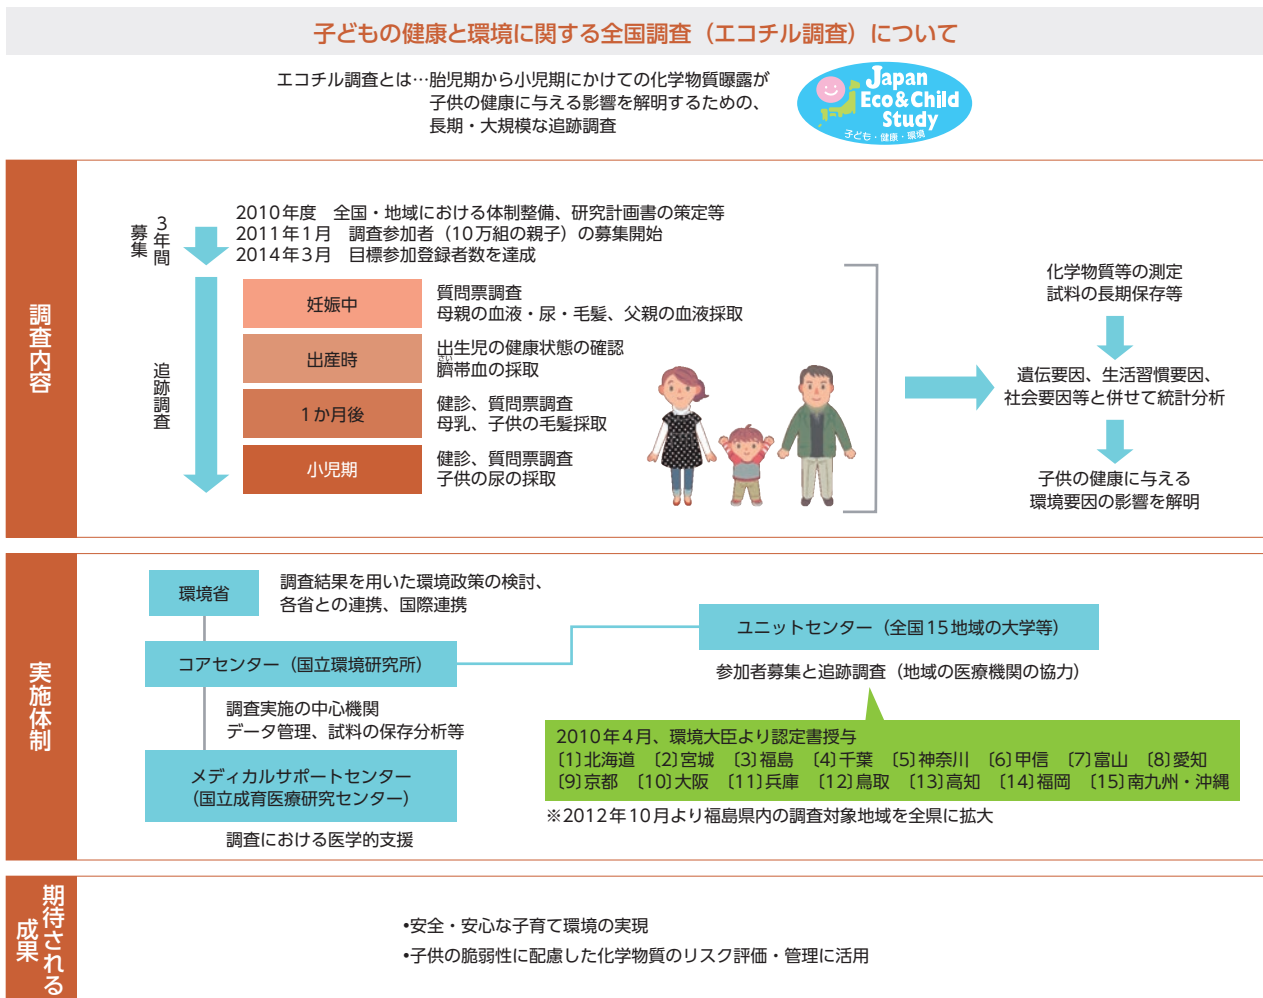 子どもの健康と環境に関する全国調査（エコチル調査）について
エコチル調査とは…胎児期から小児期にかけての化学物質曝露が
子供の健康に与える影響を解明するための、
長期・大規模な追跡調査
Japan
Eco&Child
Study
子ども・健康・環境
調査内容
3年間
募集
2010年度　全国・地域における体制整備、研究計画書の策定等
2011年1月　調査参加者（10万組の親子）の募集開始
2014年3月　目標参加登録者数を達成
追跡調査
妊娠中
質問票調査
母親の血液・尿・毛髪、父親の血液採取
出産時
出生児の健康状態の確認
さい
臍帯血の採取
1か月後
健診、質問票調査
母乳、子供の毛髪採取
小児期
健診、質問票調査
子供の尿の採取
化学物質等の測定
試料の長期保存等
遺伝要因、生活習慣要因、
社会要因等と併せて統計分析
子供の健康に与える
環境要因の影響を解明
実施体制
環境省
調査結果を用いた環境政策の検討、
各省との連携、国際連携
コアセンター（国立環境研究所）
調査実施の中心機関
データ管理、試料の保存分析等
メディカルサポートセンター
（国立成育医療研究センター）
調査における医学的支援
ユニットセンター（全国15地域の大学等）
参加者募集と追跡調査（地域の医療機関の協力）
2010年4月、環境大臣より認定書授与
〔1〕北海道　〔2〕宮城　〔3〕福島　〔4〕千葉　〔5〕神奈川　〔6〕甲信　〔7〕富山　〔8〕愛知
〔9〕京都　〔10〕大阪　〔11〕兵庫　〔12〕鳥取　〔13〕高知　〔14〕福岡　〔15〕南九州・沖縄
※2012年10月より福島県内の調査対象地域を全県に拡大
期待される
成果
•安全・安心な子育て環境の実現
•子供の脆弱性に配慮した化学物質のリスク評価・管理に活用